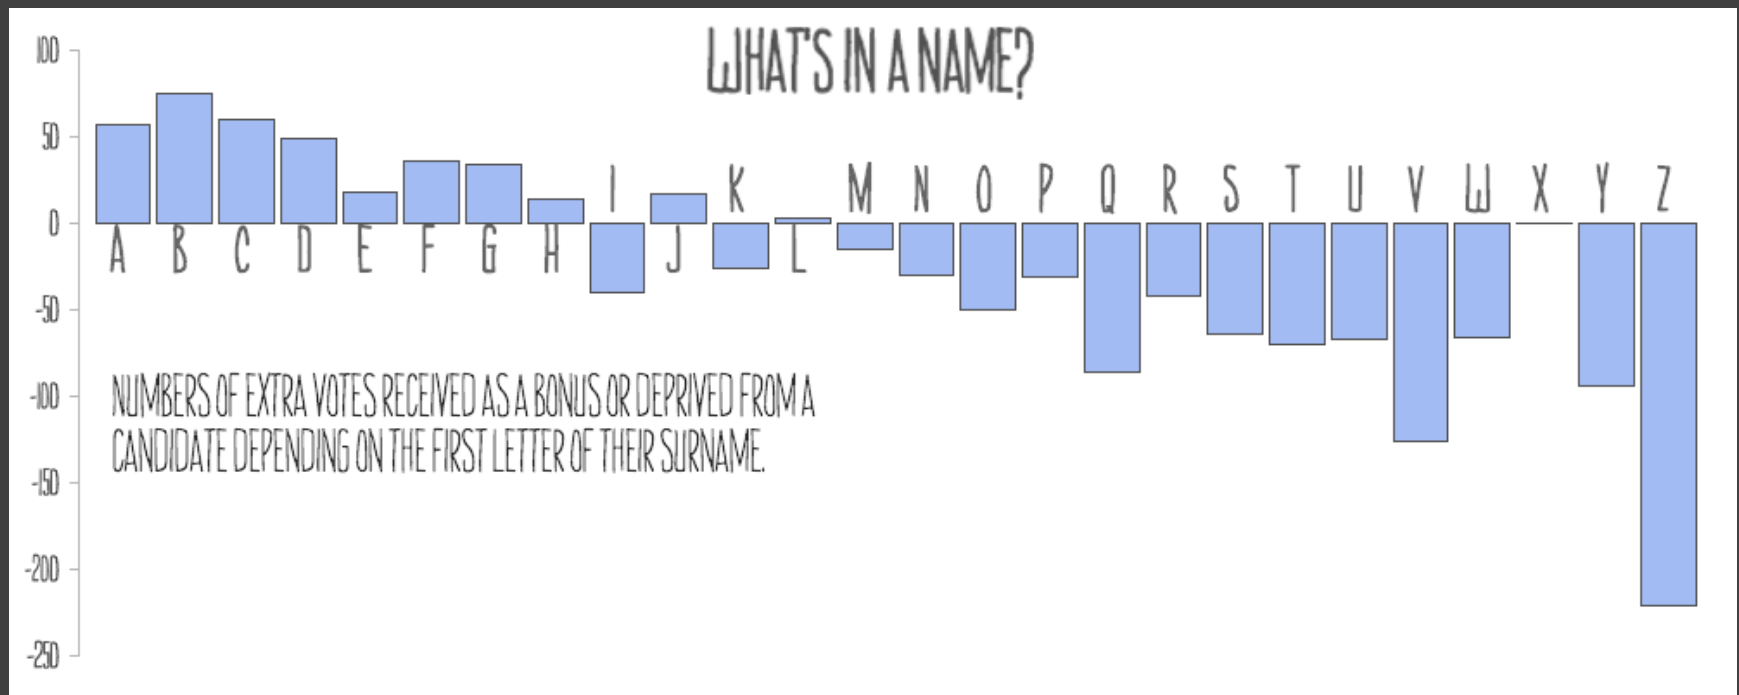 WHAT'S IN A NAME?
100
50
0
-50
-100
-150
-200
-250
A B C D E F G H I J K L M N O P Q R S T U V W X Y Z
NUMBERS OF EXTRA VOTES RECEIVED AS A BONUS OR DEPRIVED FROM A
CANDIDATE DEPENDING ON THE FIRST LETTER OF THEIR SURNAME.